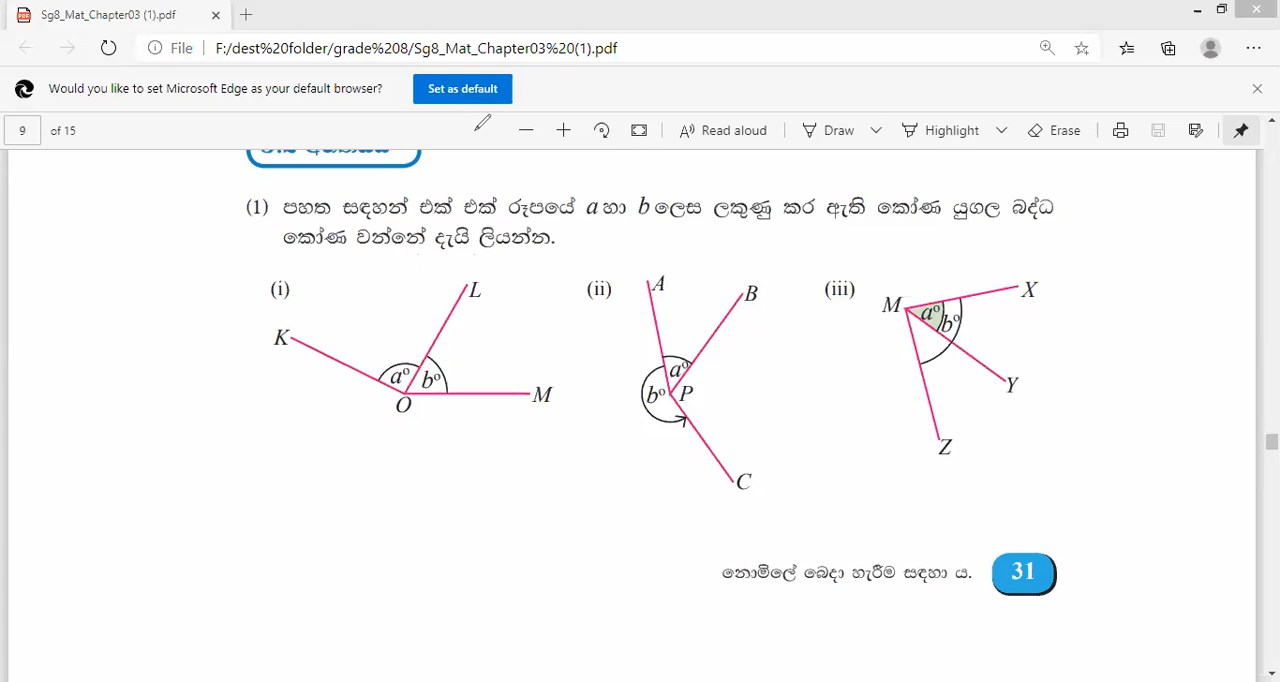 Sg8_Mat_Chapter03 (1).pdf
File F:/dest%20folder/grade%208/Sg8_Mat_Chapter03%20(1).pdf
Would you like to set Microsoft Edge as your default browser? Set as default
9 of 15 Read aloud Draw Highlight Erase
(1) පහත සඳහන් එක් එක් රූපයේ a හා b ලෙස ලකුණු කර ඇති කෝණ යුගල බද්ධ
කෝණ වන්නේ දැයි ලියන්න.
(i) K L a° b° O M
(ii) A B a° b° P C
(iii) M X a° b° Y Z
නොමිලේ බෙදා හැරීම සඳහා ය. 31